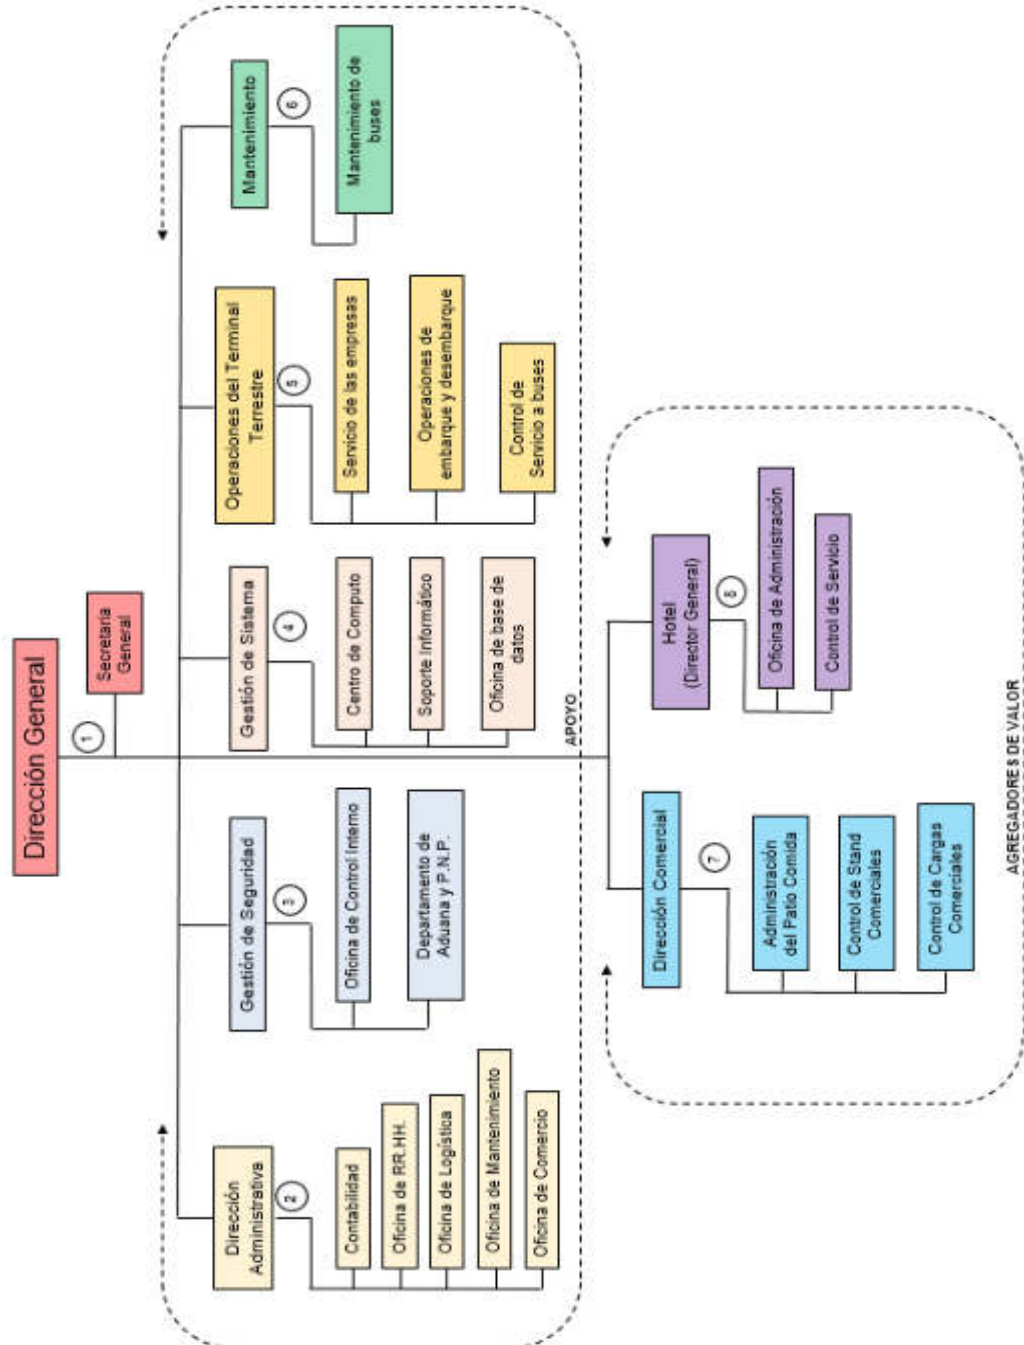 Dirección General
1
Secretaria
General
Dirección
Administrativa
2
Contabilidad
Oficina de RR.HH.
Oficina de Logística
Oficina de Mantenimiento
Oficina de Comercio
Gestión de Seguridad
3
Oficina de Control Interno
Departamento de
Aduana y P.N.P.
Gestión de Sistema
4
Centro de Computo
Soporte Informático
Oficina de base de
datos
Operaciones del Terminal
Terrestre
5
Servicio de las empresas
Operaciones de
embarque y desembarque
Control de
Servicio a buses
Mantenimiento
6
Mantenimiento de
buses
APOYO
Dirección Comercial
7
Administración
del Patio Comida
Control de Stand
Comerciales
Control de Cargas
Comerciales
Hotel
(Director General)
8
Oficina de Administración
Control de Servicio
AGREGADORES DE VALOR